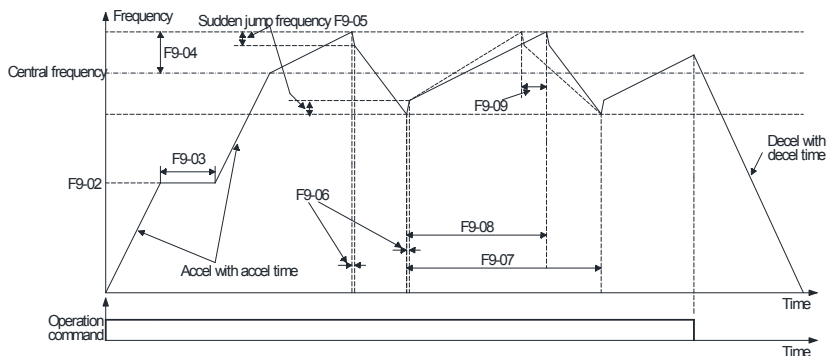 Frequency
Sudden jump frequency F9-05
F9-04
Central frequency
F9-09
Decel with
decel time
F9-03
F9-02
F9-06
F9-08
F9-07
Accel with accel time
Time
Operation
command
Time